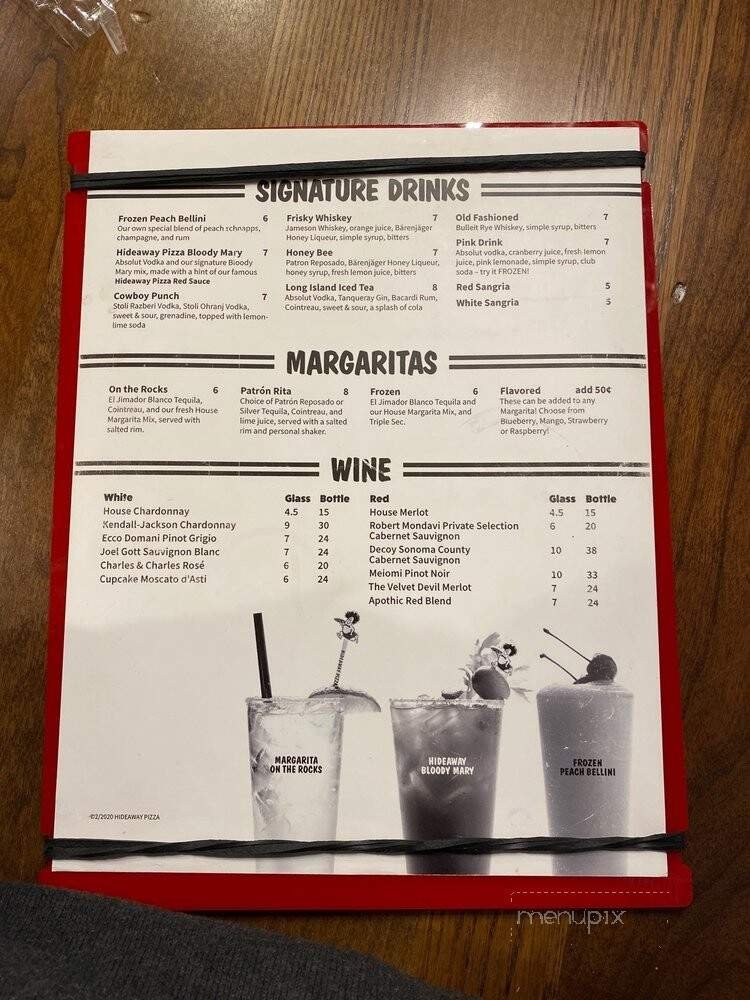 SIGNATURE DRINKS
Frozen Peach Bellini 6
Our own special blend of peach schnapps,
champagne, and rum
Hideaway Pizza Bloody Mary 7
Absolut Vodka and our signature Bloody
Mary mix, made with a hint of our famous
Hideaway Pizza Red Sauce
Cowboy Punch 7
Stoli Razberi Vodka, Stoli Ohranj Vodka,
sweet & sour, grenadine, topped with lemon-
lime soda
Frisky Whiskey 7
Jameson Whiskey, orange juice, Bärenjäger
Honey Liqueur, simple syrup, bitters
Honey Bee 7
Patron Reposado, Bärenjäger Honey Liqueur,
honey syrup, fresh lemon juice, bitters
Long Island Iced Tea 8
Absolut Vodka, Tanqueray Gin, Bacardi Rum,
Cointreau, sweet & sour, a splash of cola
Old Fashioned 7
Bulleit Rye Whiskey, simple syrup, bitters
Pink Drink 7
Absolut vodka, cranberry juice, fresh lemon
juice, pink lemonade, simple syrup, club
soda – try it FROZEN!
Red Sangria 5
White Sangria 5
MARGARITAS
On the Rocks 6
El Jimador Blanco Tequila,
Cointreau, and our fresh House
Margarita Mix, served with
salted rim.
Patrón Rita 8
Choice of Patrón Reposado or
Silver Tequila, Cointreau, and
lime juice, served with a salted
rim and personal shaker.
Frozen 6
El Jimador Blanco Tequila and
our House Margarita Mix, and
Triple Sec.
Flavored add 50¢
These can be added to any
Margarita! Choose from
Blueberry, Mango, Strawberry
or Raspberry!
WINE
White Glass Bottle
House Chardonnay 4.5 15
Kendall-Jackson Chardonnay 9 30
Ecco Domani Pinot Grigio 7 24
Joel Gott Sauvignon Blanc 7 24
Charles & Charles Rosé 6 20
Cupcake Moscato d'Asti 6 24
Red Glass Bottle
House Merlot 4.5 15
Robert Mondavi Private Selection 6 20
Cabernet Sauvignon
Decoy Sonoma County 10 38
Cabernet Sauvignon
Meiomi Pinot Noir 10 33
The Velvet Devil Merlot 7 24
Apothic Red Blend 7 24
HIDEAWAY PIZZA
MARGARITA
ON THE ROCKS
HIDEAWAY
BLOODY MARY
FROZEN
PEACH BELLINI
©2/2020 HIDEAWAY PIZZA
menupix